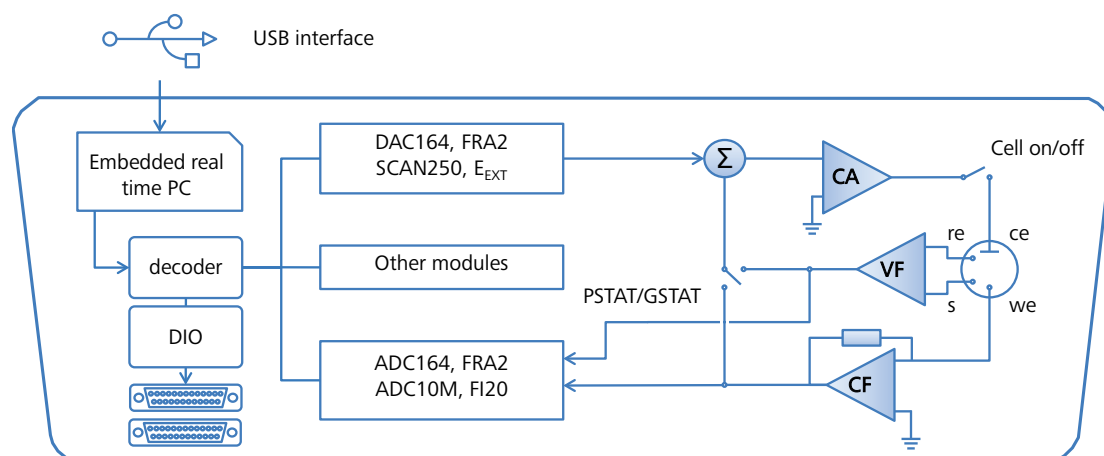 USB interface
Embedded real
time PC
DAC164, FRA2
SCAN250, E_EXT
Σ
CA
Cell on/off
decoder
Other modules
PSTAT/GSTAT
VF
re
ce
s
we
DIO
ADC164, FRA2
ADC10M, FI20
CF